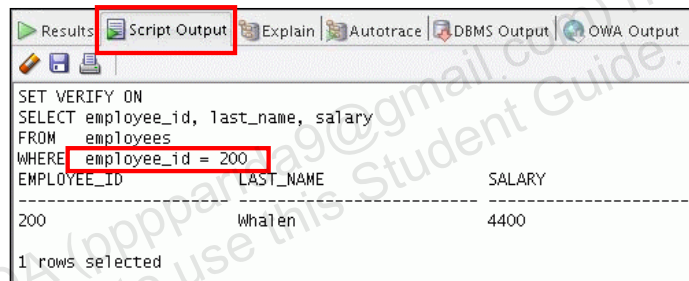 Results Script Output Explain Autotrace DBMS Output OWA Output
SET VERIFY ON
SELECT employee_id, last_name, salary
FROM employees
WHERE employee_id = 200
EMPLOYEE_ID LAST_NAME SALARY
---------------------- ------------------------- ----------------------
200 Whalen 4400
1 rows selected